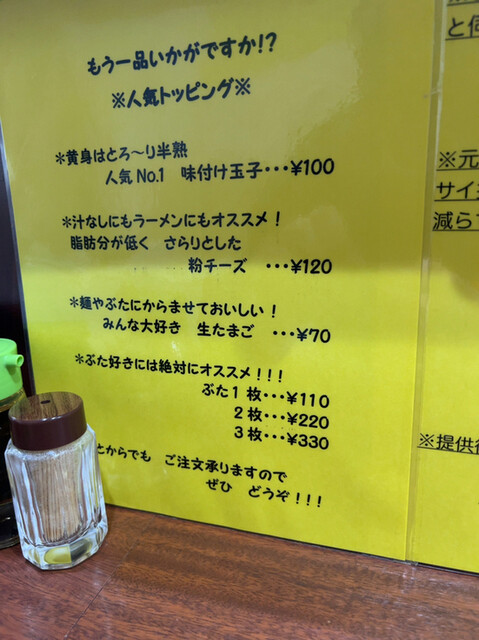 もう一品いかがですか!?
※人気トッピング※
*黄身はとろ～り半熟
人気No.1 味付け玉子・・・¥100
*汁なしにもラーメンにもオススメ！
脂肪分が低く さらりとした
粉チーズ ・・・¥120
*麺やぶたにからませておいしい！
みんな大好き 生たまご ・・・¥70
*ぶた好きには絶対にオススメ！！！
ぶた1枚・・・¥110
2枚・・・¥220
3枚・・・¥330
とからでも ご注文承りますので
ぜひ どうぞ！！！
と伺
※元
サイ
減ら
※提供